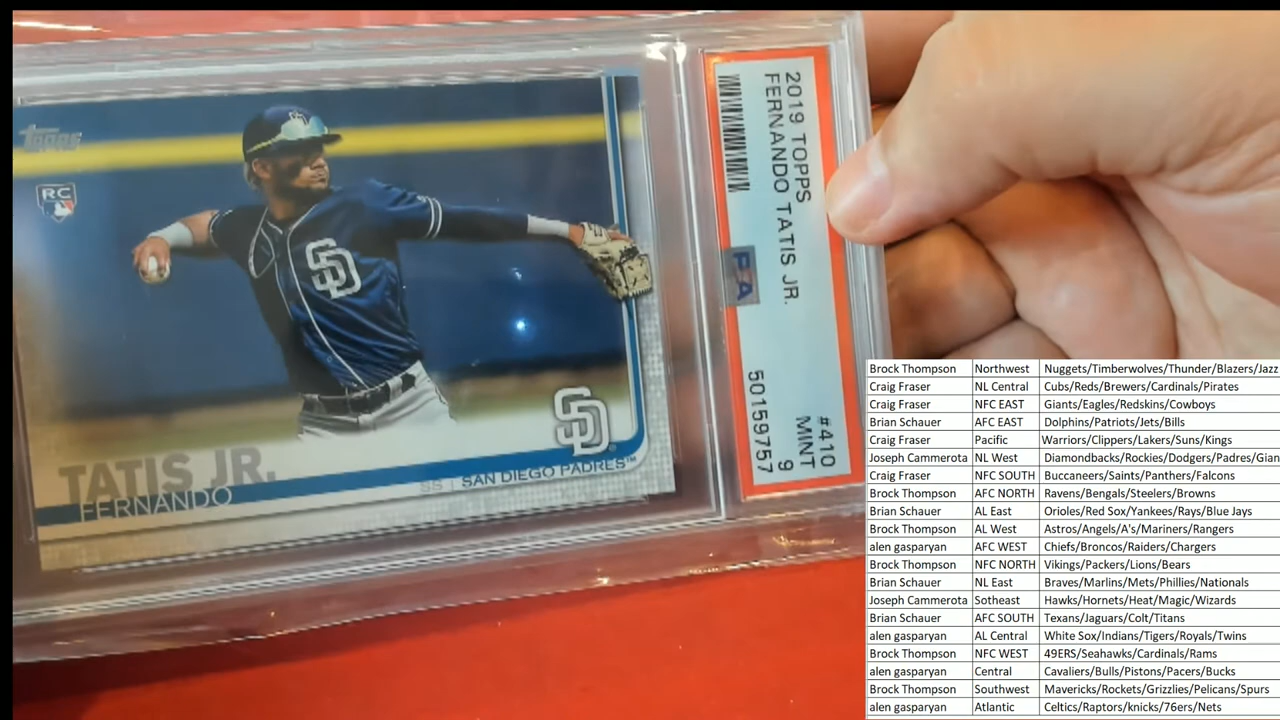 Topps
RC
SD
SD
TATIS JR.
FERNANDO
SS | SAN DIEGO PADRES™
2019 TOPPS
FERNANDO TATIS JR.
#410
MINT
9
PSA
50159757
Brock Thompson Northwest Nuggets/Timberwolves/Thunder/Blazers/Jazz
Craig Fraser NL Central Cubs/Reds/Brewers/Cardinals/Pirates
Craig Fraser NFC EAST Giants/Eagles/Redskins/Cowboys
Brian Schauer AFC EAST Dolphins/Patriots/Jets/Bills
Craig Fraser Pacific Warriors/Clippers/Lakers/Suns/Kings
Joseph Cammerota NL West Diamondbacks/Rockies/Dodgers/Padres/Gian
Craig Fraser NFC SOUTH Buccaneers/Saints/Panthers/Falcons
Brock Thompson AFC NORTH Ravens/Bengals/Steelers/Browns
Brian Schauer AL East Orioles/Red Sox/Yankees/Rays/Blue Jays
Brock Thompson AL West Astros/Angels/A's/Mariners/Rangers
alen gasparyan AFC WEST Chiefs/Broncos/Raiders/Chargers
Brock Thompson NFC NORTH Vikings/Packers/Lions/Bears
Brian Schauer NL East Braves/Marlins/Mets/Phillies/Nationals
Joseph Cammerota Sotheast Hawks/Hornets/Heat/Magic/Wizards
Brian Schauer AFC SOUTH Texans/Jaguars/Colt/Titans
alen gasparyan AL Central White Sox/Indians/Tigers/Royals/Twins
Brock Thompson NFC WEST 49ERS/Seahawks/Cardinals/Rams
alen gasparyan Central Cavaliers/Bulls/Pistons/Pacers/Bucks
Brock Thompson Southwest Mavericks/Rockets/Grizzlies/Pelicans/Spurs
alen gasparyan Atlantic Celtics/Raptors/knicks/76ers/Nets